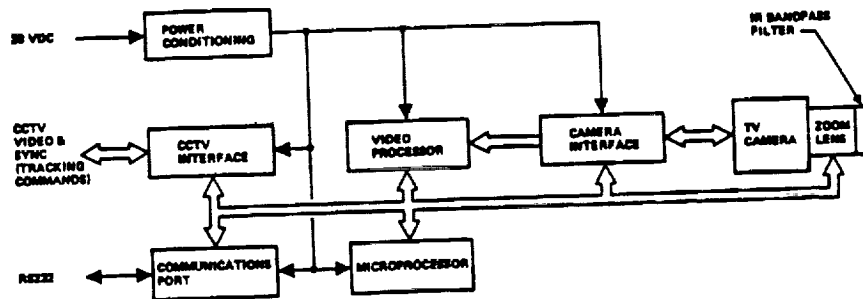 IR BANDPASS
FILTER
28 VDC
POWER
CONDITIONING
CCTV
VIDEO &
SYNC
(TRACKING
COMMANDS)
CCTV
INTERFACE
VIDEO
PROCESSOR
CAMERA
INTERFACE
TV
CAMERA
ZOOM
LENS
RS232
COMMUNICATIONS
PORT
MICROPROCESSOR